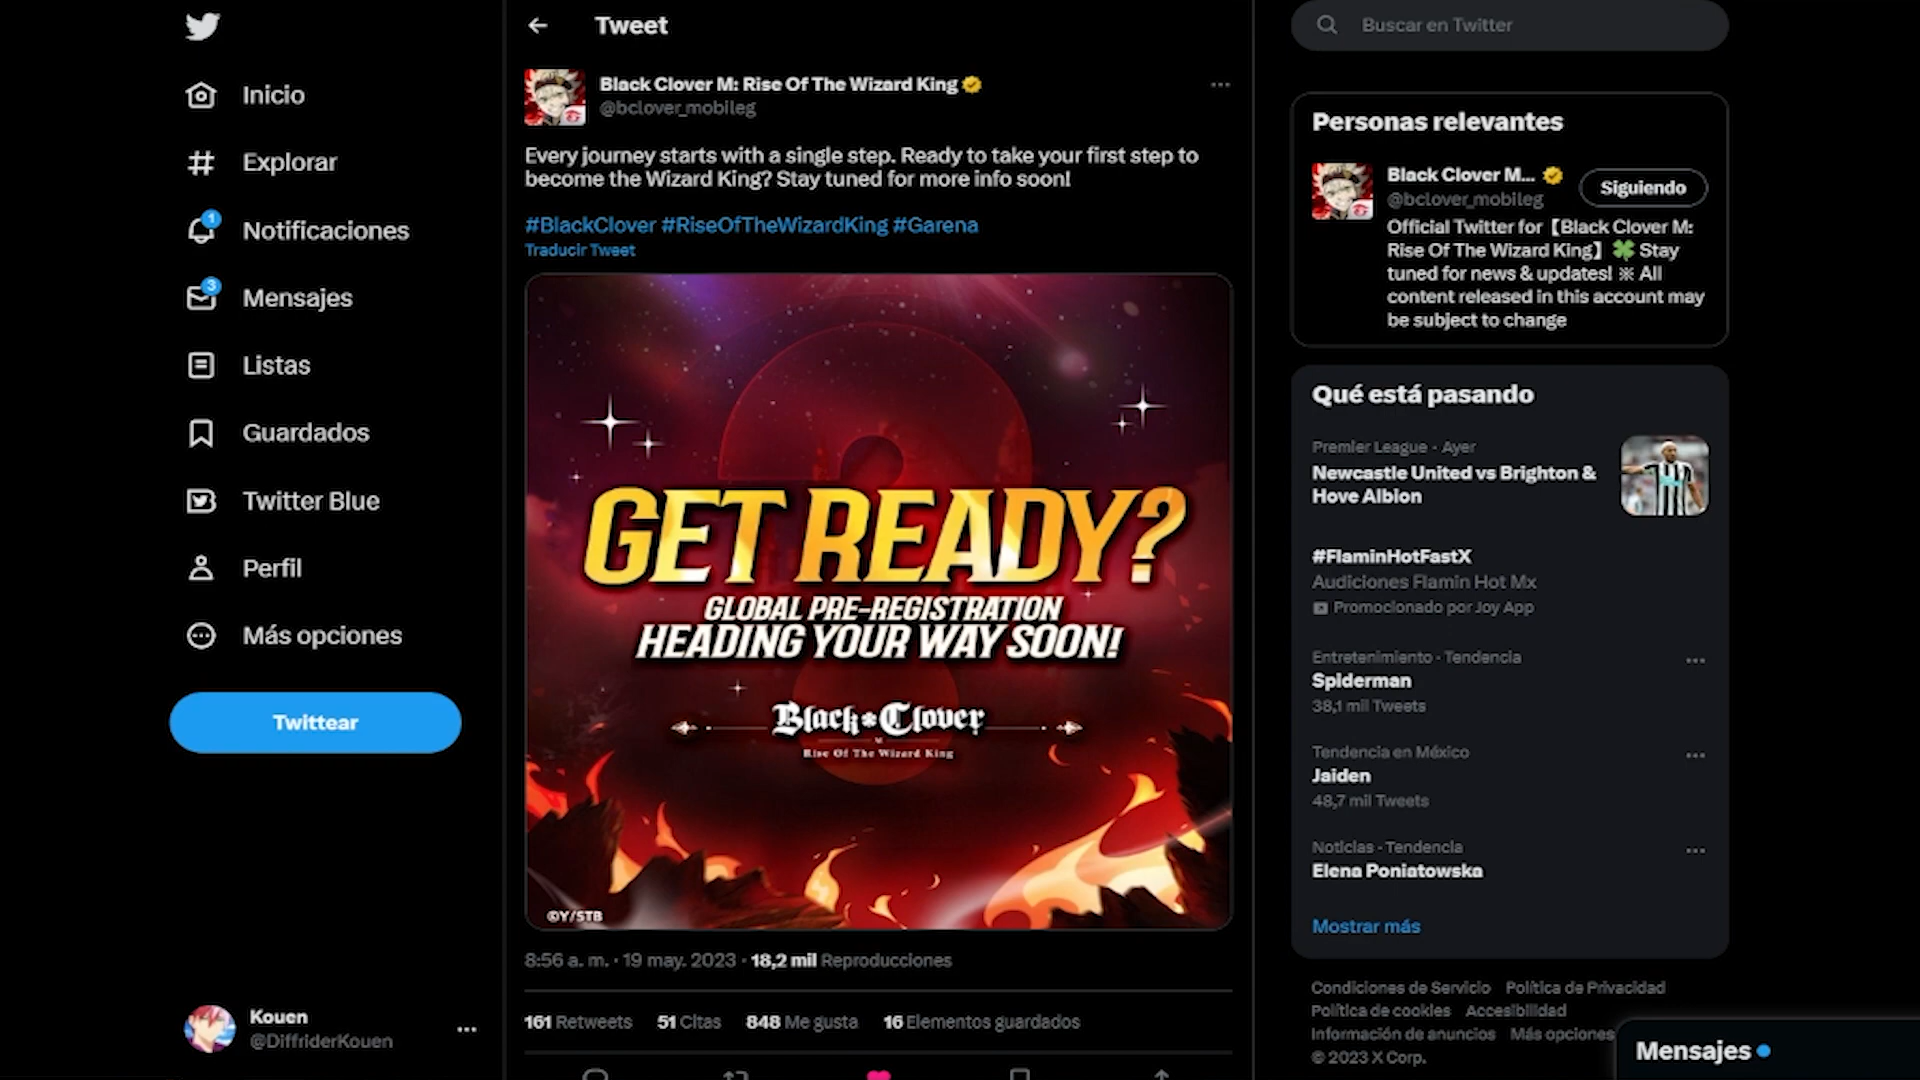 Inicio
Explorar
1
Notificaciones
3
Mensajes
Listas
Guardados
Twitter Blue
Perfil
Más opciones
Twittear
Kouen
@DiffriderKouen
Tweet
Black Clover M: Rise Of The Wizard King
@bclover_mobileg
Every journey starts with a single step. Ready to take your first step to
become the Wizard King? Stay tuned for more info soon!
#BlackClover #RiseOfTheWizardKing #Garena
Traducir Tweet
GET READY?
GLOBAL PRE-REGISTRATION
HEADING YOUR WAY SOON!
Black Clover
M
Rise Of The Wizard King
©Y/STB
8:56 a. m. · 19 may. 2023 · 18,2 mil Reproducciones
161 Retweets 51 Citas 848 Me gusta 16 Elementos guardados
Buscar en Twitter
Personas relevantes
Black Clover M...
Siguiendo
@bclover_mobileg
Official Twitter for【Black Clover M:
Rise Of The Wizard King】🍀 Stay
tuned for news & updates! ※ All
content released in this account may
be subject to change
Qué está pasando
Premier League · Ayer
Newcastle United vs Brighton &
Hove Albion
#FlaminHotFastX
Audiciones Flamin Hot Mx
Promocionado por Joy App
Entretenimiento · Tendencia
Spiderman
38,1 mil Tweets
Tendencia en México
Jaiden
48,7 mil Tweets
Noticias · Tendencia
Elena Poniatowska
Mostrar más
Condiciones de Servicio Política de Privacidad
Política de cookies Accesibilidad
Información de anuncios Más opciones
© 2023 X Corp.
Mensajes